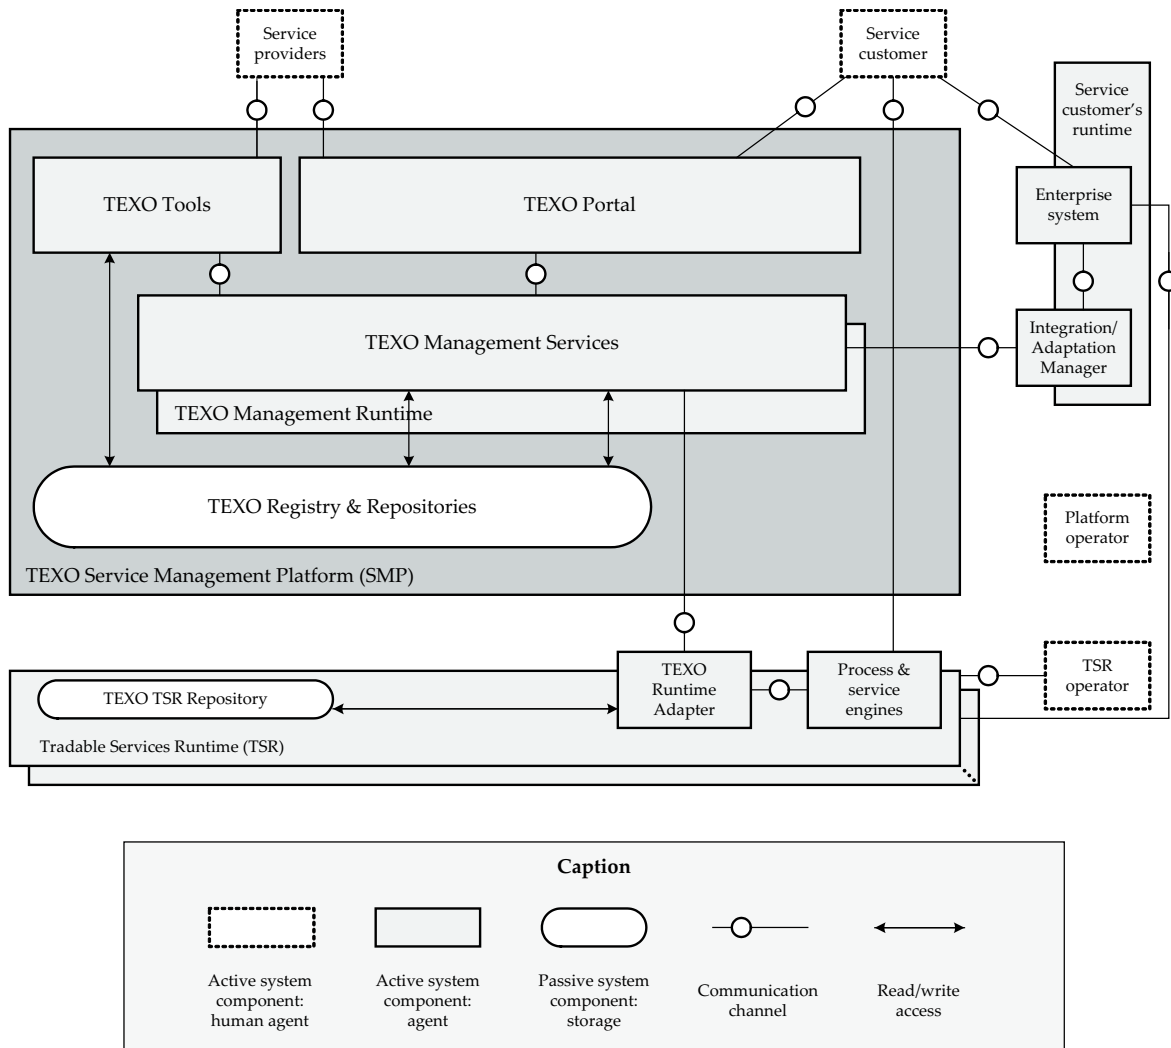 Service
providers
Service
customer
Service
customer's
runtime
TEXO Tools
TEXO Portal
Enterprise
system
TEXO Management Services
Integration/
Adaptation
Manager
TEXO Management Runtime
TEXO Registry & Repositories
Platform
operator
TEXO Service Management Platform (SMP)
TEXO TSR Repository
TEXO
Runtime
Adapter
Process &
service
engines
TSR
operator
Tradable Services Runtime (TSR)
Caption
Active system
component:
human agent
Active system
component:
agent
Passive system
component:
storage
Communication
channel
Read/write
access